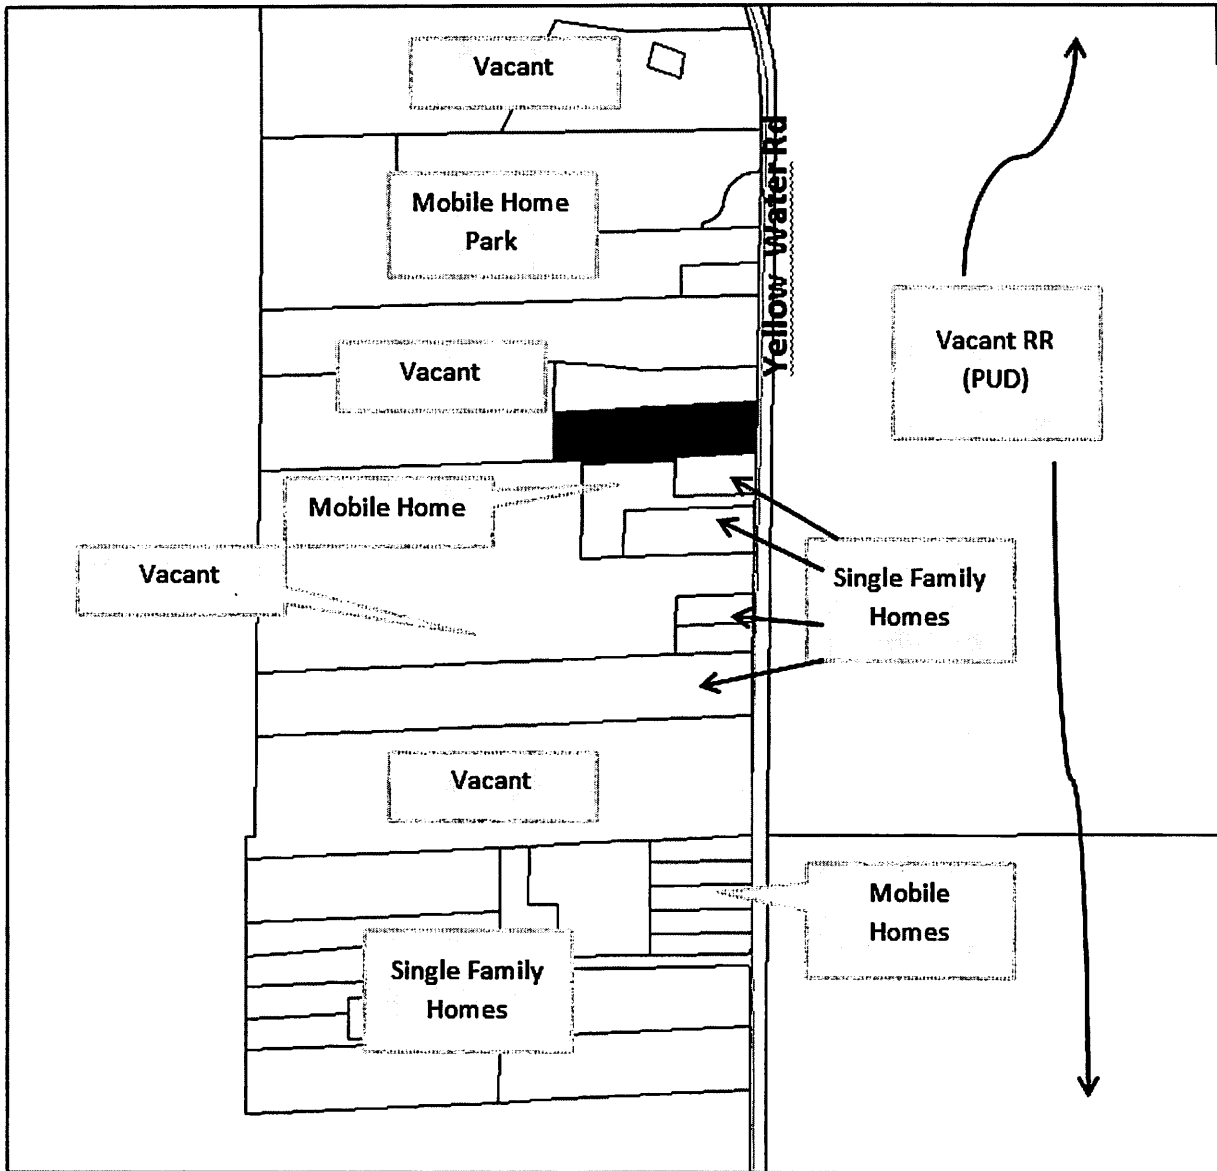 Vacant
Yellow Water Rd
Mobile Home
Park
Vacant RR
(PUD)
Vacant
Mobile Home
Vacant
Single Family
Homes
Vacant
Mobile
Homes
Single Family
Homes